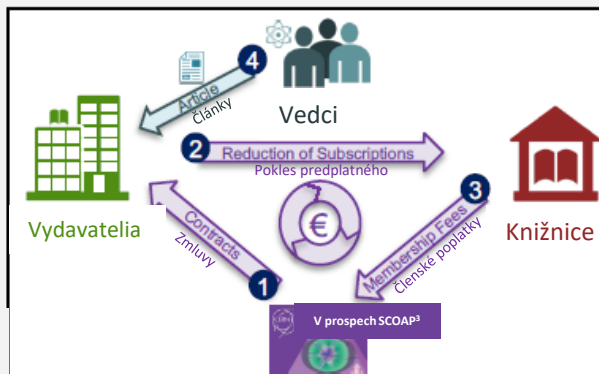 4
Article
Články
Vedci
2
Reduction of Subscriptions
Pokles predplatného
Vydavatelia
Contracts
Zmluvy
1
€
3
Membership Fees
Členské poplatky
Knižnice
CERN
V prospech SCOAP³